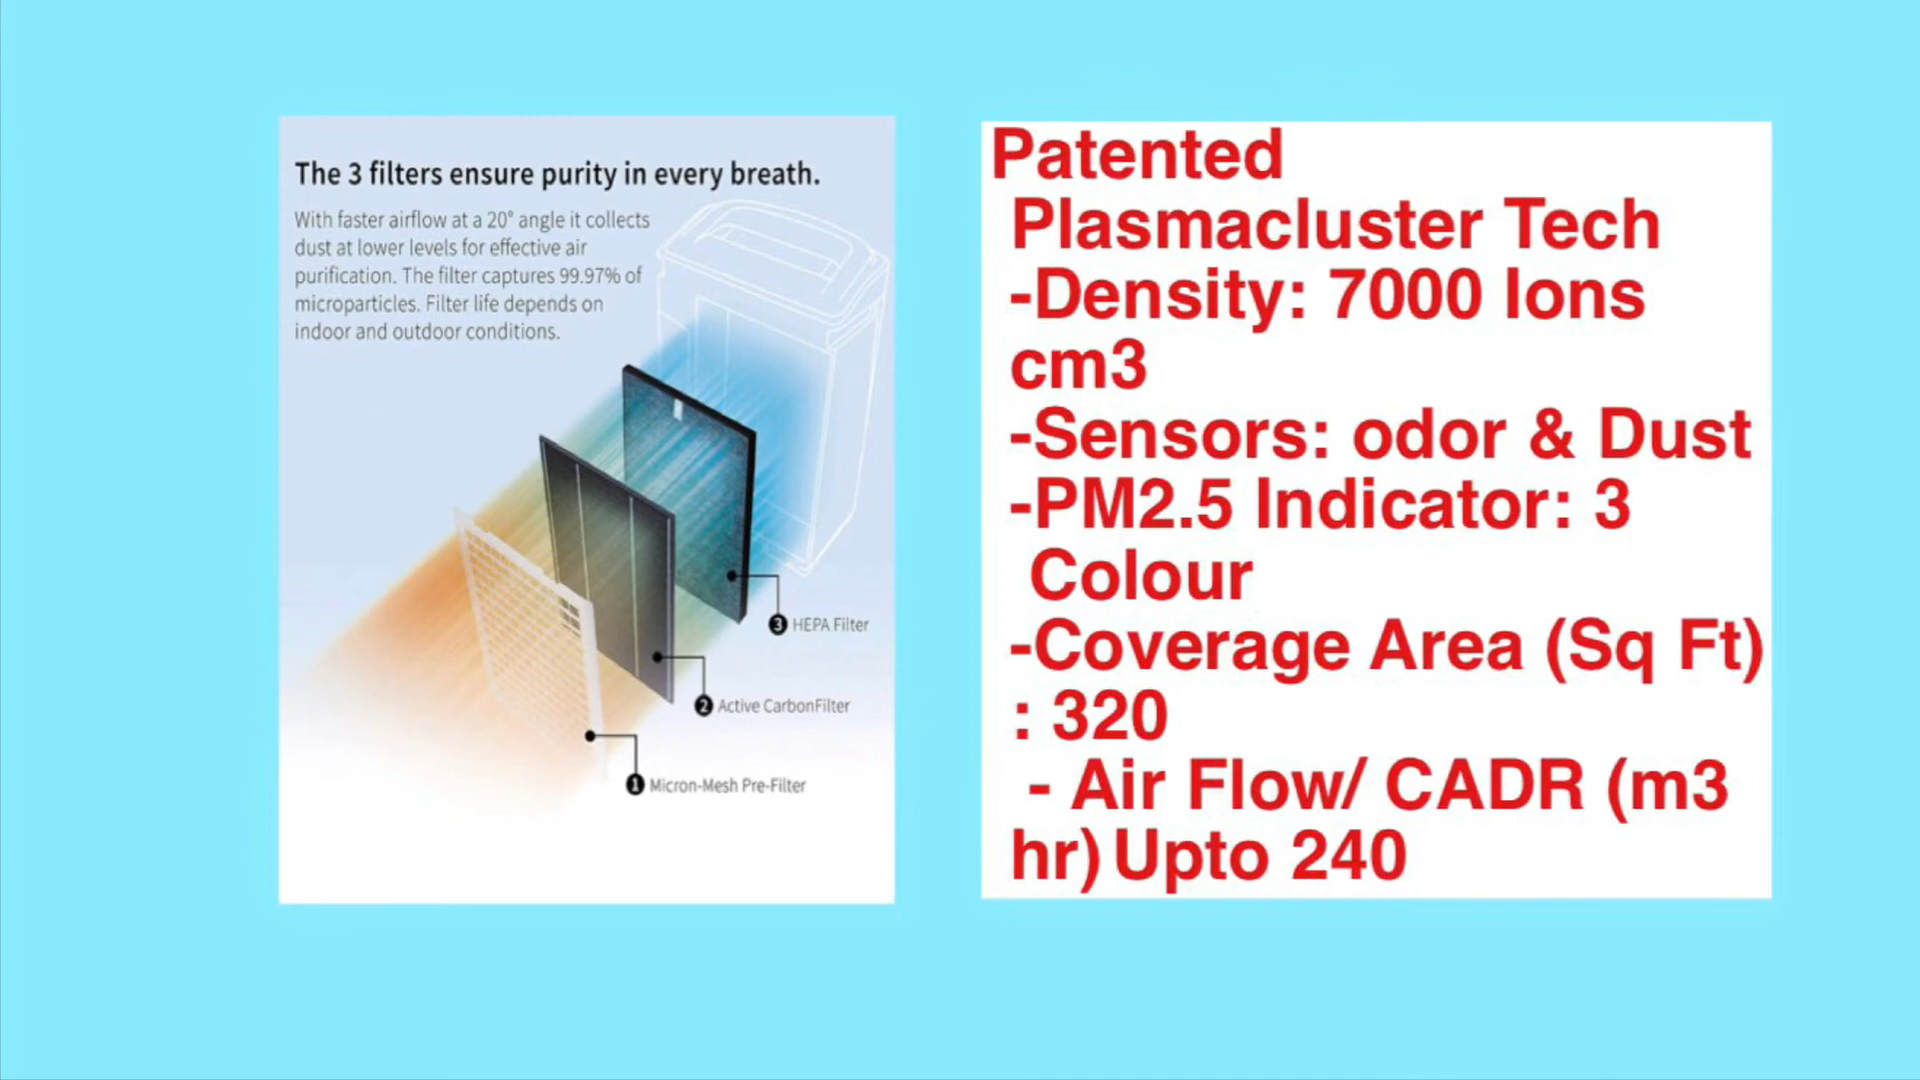 The 3 filters ensure purity in every breath.
With faster airflow at a 20° angle it collects
dust at lower levels for effective air
purification. The filter captures 99.97% of
microparticles. Filter life depends on
indoor and outdoor conditions.
3 HEPA Filter
2 Active CarbonFilter
1 Micron-Mesh Pre-Filter
Patented
Plasmacluster Tech
-Density: 7000 Ions
cm3
-Sensors: odor & Dust
-PM2.5 Indicator: 3
Colour
-Coverage Area (Sq Ft)
: 320
- Air Flow/ CADR (m3
hr) Upto 240